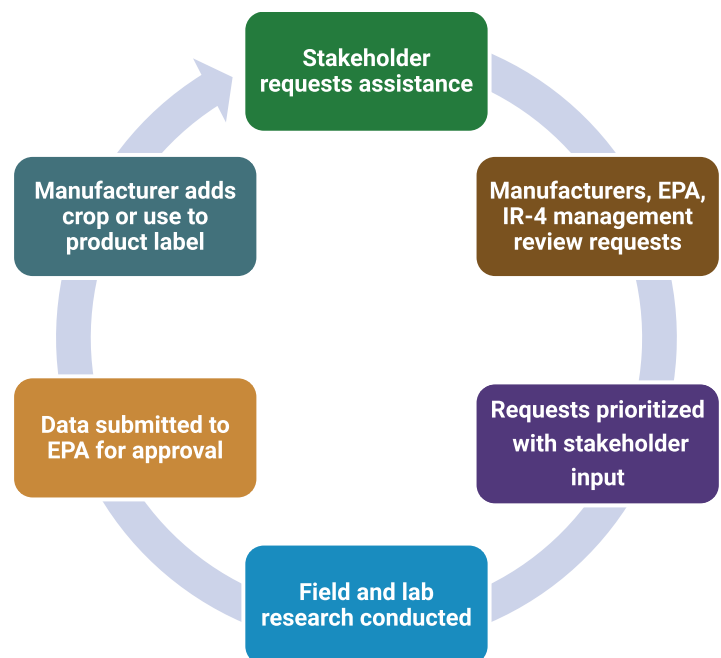 Stakeholder
requests assistance
Manufacturers, EPA,
IR-4 management
review requests
Requests prioritized
with stakeholder
input
Field and lab
research conducted
Data submitted to
EPA for approval
Manufacturer adds
crop or use to
product label